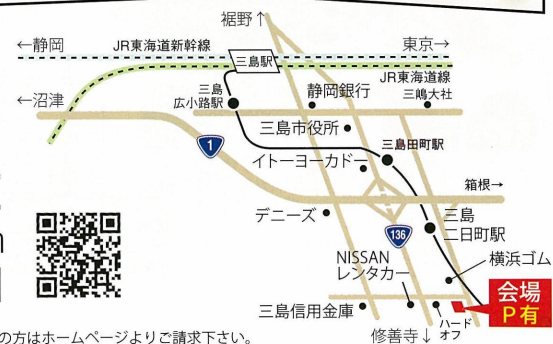 裾野↑
←静岡
JR東海道新幹線
東京→
三島駅
JR東海道線
三島
広小路駅
静岡銀行
三嶋大社
←沼津
三島市役所
1
三島田町駅
イトーヨーカドー
箱根→
デニーズ
三島
二日町駅
136
NISSAN
レンタカー
横浜ゴム
会場
P有
三島信用金庫
ハード
オフ
修善寺↓
の方はホームページよりご請求下さい。